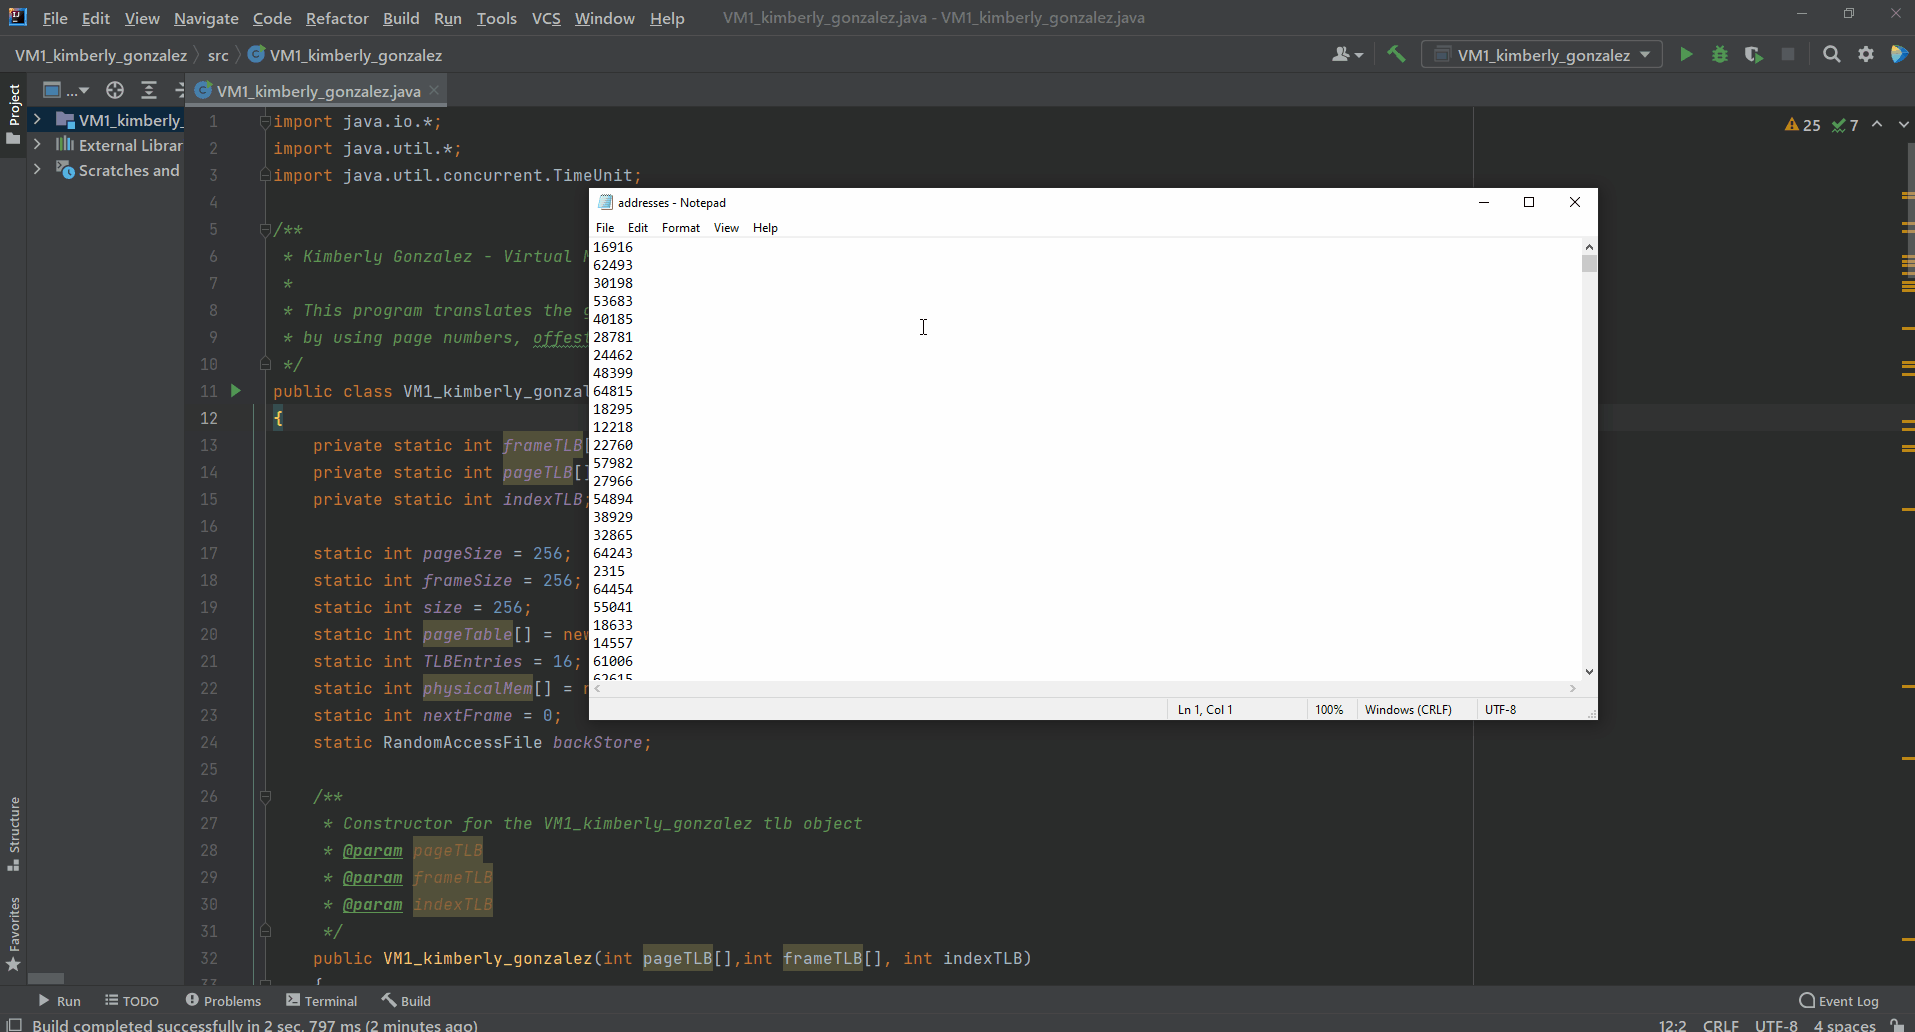 File Edit View Navigate Code Refactor Build Run Tools VCS Window Help VM1_kimberly_gonzalez.java - VM1_kimberly_gonzalez.java
VM1_kimberly_gonzalez src VM1_kimberly_gonzalez VM1_kimberly_gonzalez
Project
... VM1_kimberly_gonzalez.java
VM1_kimberly_
External Librar
Scratches and
25 7
1 import java.io.*;
2 import java.util.*;
3 import java.util.concurrent.TimeUnit;
4
5 /**
6 * Kimberly Gonzalez - Virtual
7 *
8 * This program translates the
9 * by using page numbers, offest
10 */
11 public class VM1_kimberly_gonzal
12 {
13 private static int frameTLB[
14 private static int pageTLB[]
15 private static int indexTLB;
16
17 static int pageSize = 256;
18 static int frameSize = 256;
19 static int size = 256;
20 static int pageTable[] = new
21 static int TLBEntries = 16;
22 static int physicalMem[] =
23 static int nextFrame = 0;
24 static RandomAccessFile backStore;
25
26 /**
27 * Constructor for the VM1_kimberly_gonzalez tlb object
28 * @param pageTLB
29 * @param frameTLB
30 * @param indexTLB
31 */
32 public VM1_kimberly_gonzalez(int pageTLB[],int frameTLB[], int indexTLB)
33 {
addresses - Notepad
File Edit Format View Help
16916
62493
30198
53683
40185
28781
24462
48399
64815
18295
12218
22760
57982
27966
54894
38929
32865
64243
2315
64454
55041
18633
14557
61006
62615
Ln 1, Col 1 100% Windows (CRLF) UTF-8
Structure
Favorites
Run TODO Problems Terminal Build Event Log
Build completed successfully in 2 sec, 797 ms (2 minutes ago) 12:2 CRLF UTF-8 4 spaces